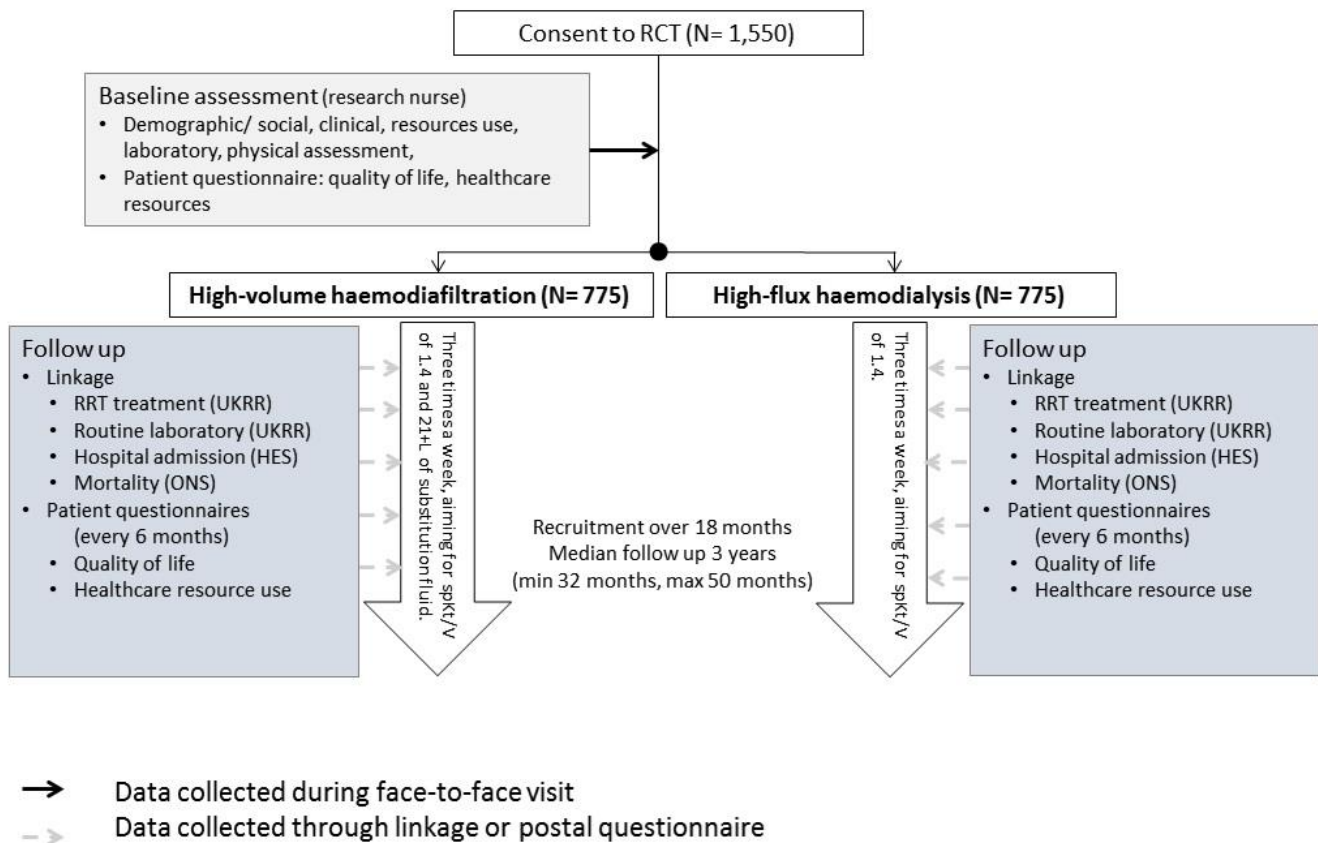 Consent to RCT (N= 1,550)
Baseline assessment (research nurse)
• Demographic/ social, clinical, resources use,
laboratory, physical assessment,
• Patient questionnaire: quality of life, healthcare
resources
High-volume haemodiafiltration (N= 775)
High-flux haemodialysis (N= 775)
Follow up
• Linkage
• RRT treatment (UKRR)
• Routine laboratory (UKRR)
• Hospital admission (HES)
• Mortality (ONS)
• Patient questionnaires
(every 6 months)
• Quality of life
• Healthcare resource use
Three times a week, aiming for spKt/V
of 1.4 and 21+L of substitution fluid.
Recruitment over 18 months
Median follow up 3 years
(min 32 months, max 50 months)
Three times a week, aiming for spKt/V
of 1.4.
Follow up
• Linkage
• RRT treatment (UKRR)
• Routine laboratory (UKRR)
• Hospital admission (HES)
• Mortality (ONS)
• Patient questionnaires
(every 6 months)
• Quality of life
• Healthcare resource use
Data collected during face-to-face visit
Data collected through linkage or postal questionnaire